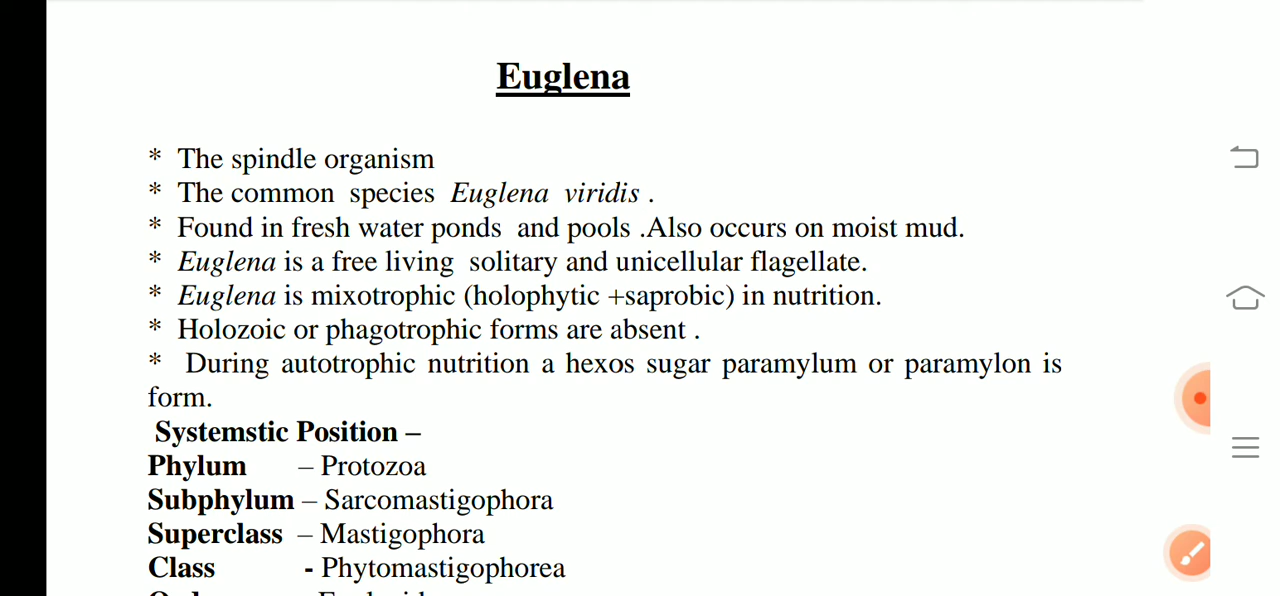 Euglena
* The spindle organism
* The common species Euglena viridis .
* Found in fresh water ponds and pools .Also occurs on moist mud.
* Euglena is a free living solitary and unicellular flagellate.
* Euglena is mixotrophic (holophytic +saprobic) in nutrition.
* Holozoic or phagotrophic forms are absent .
* During autotrophic nutrition a hexos sugar paramylum or paramylon is
form.
Systemstic Position –
Phylum – Protozoa
Subphylum – Sarcomastigophora
Superclass – Mastigophora
Class - Phytomastigophorea